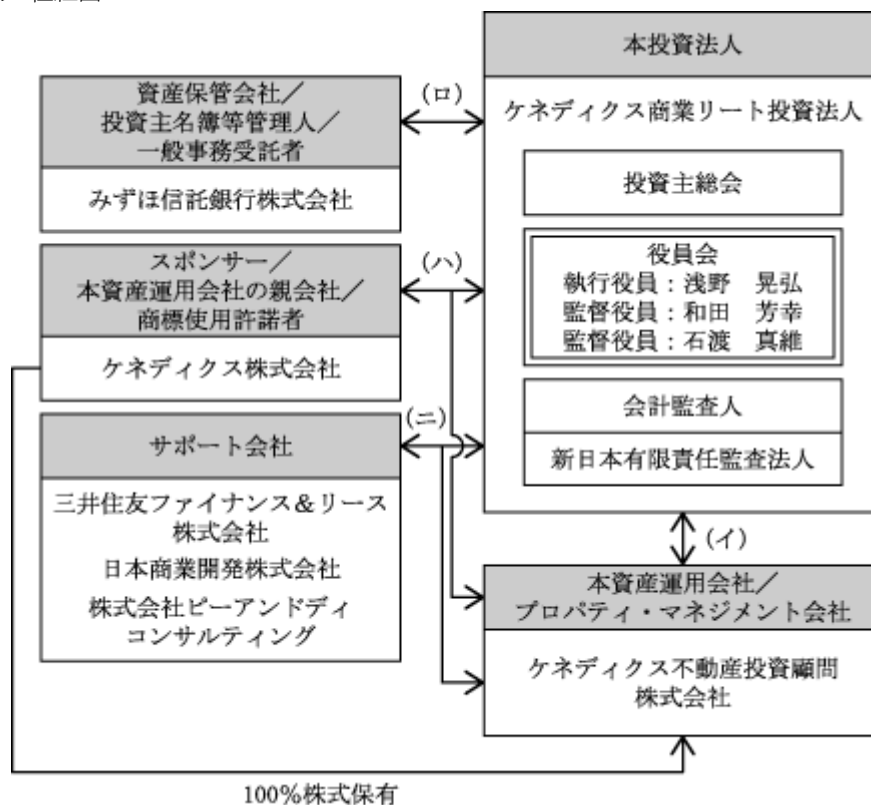 本投資法人
ケネディクス商業リート投資法人
投資主総会
役員会
執行役員：浅野　晃弘
監督役員：和田　芳幸
監督役員：石渡　真維
会計監査人
新日本有限責任監査法人
資産保管会社／
投資主名簿等管理人／
一般事務受託者
みずほ信託銀行株式会社
(ロ)
スポンサー／
本資産運用会社の親会社／
商標使用許諾者
ケネディクス株式会社
(ハ)
サポート会社
三井住友ファイナンス＆リース
株式会社
日本商業開発株式会社
株式会社ピーアンドディ
コンサルティング
(ニ)
(イ)
本資産運用会社／
プロパティ・マネジメント会社
ケネディクス不動産投資顧問
株式会社
100%株式保有